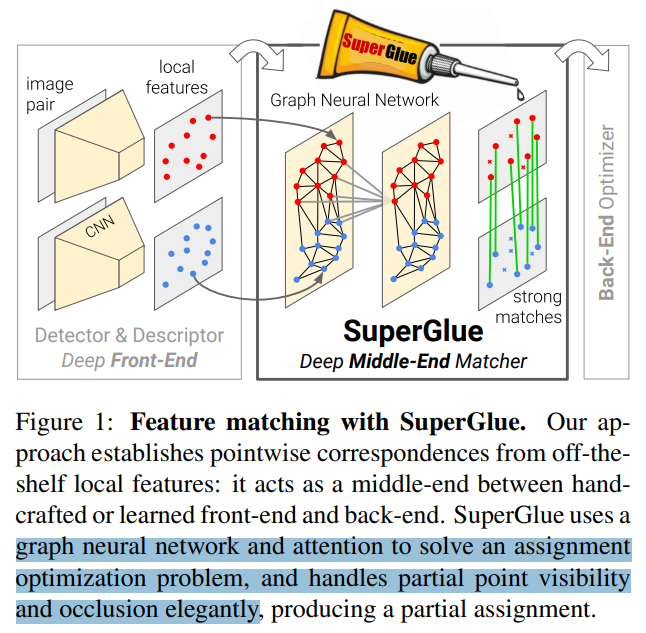 image
pair
local
features
SuperGlue
Graph Neural Network
CNN
strong
matches
Detector & Descriptor
Deep Front-End
SuperGlue
Deep Middle-End Matcher
Back-End Optimizer
Figure 1: Feature matching with SuperGlue. Our ap-
proach establishes pointwise correspondences from off-the-
shelf local features: it acts as a middle-end between hand-
crafted or learned front-end and back-end. SuperGlue uses a
graph neural network and attention to solve an assignment
optimization problem, and handles partial point visibility
and occlusion elegantly, producing a partial assignment.